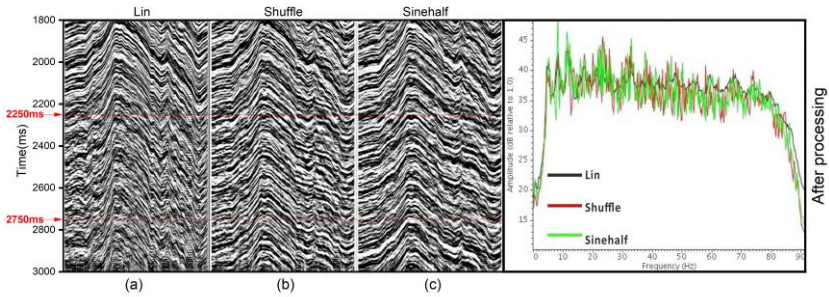 Lin Shuffle Sinehalf
1800
2000
2200
2250ms
2400
Time(ms)
2600
2750ms
2800
3000
(a) (b) (c)
45
40
35
30
25
20
15
Amplitude (dB relative to 1.0)
Lin
Shuffle
Sinehalf
0 10 20 30 40 50 60 70 80 90
Frequency (Hz)
After processing